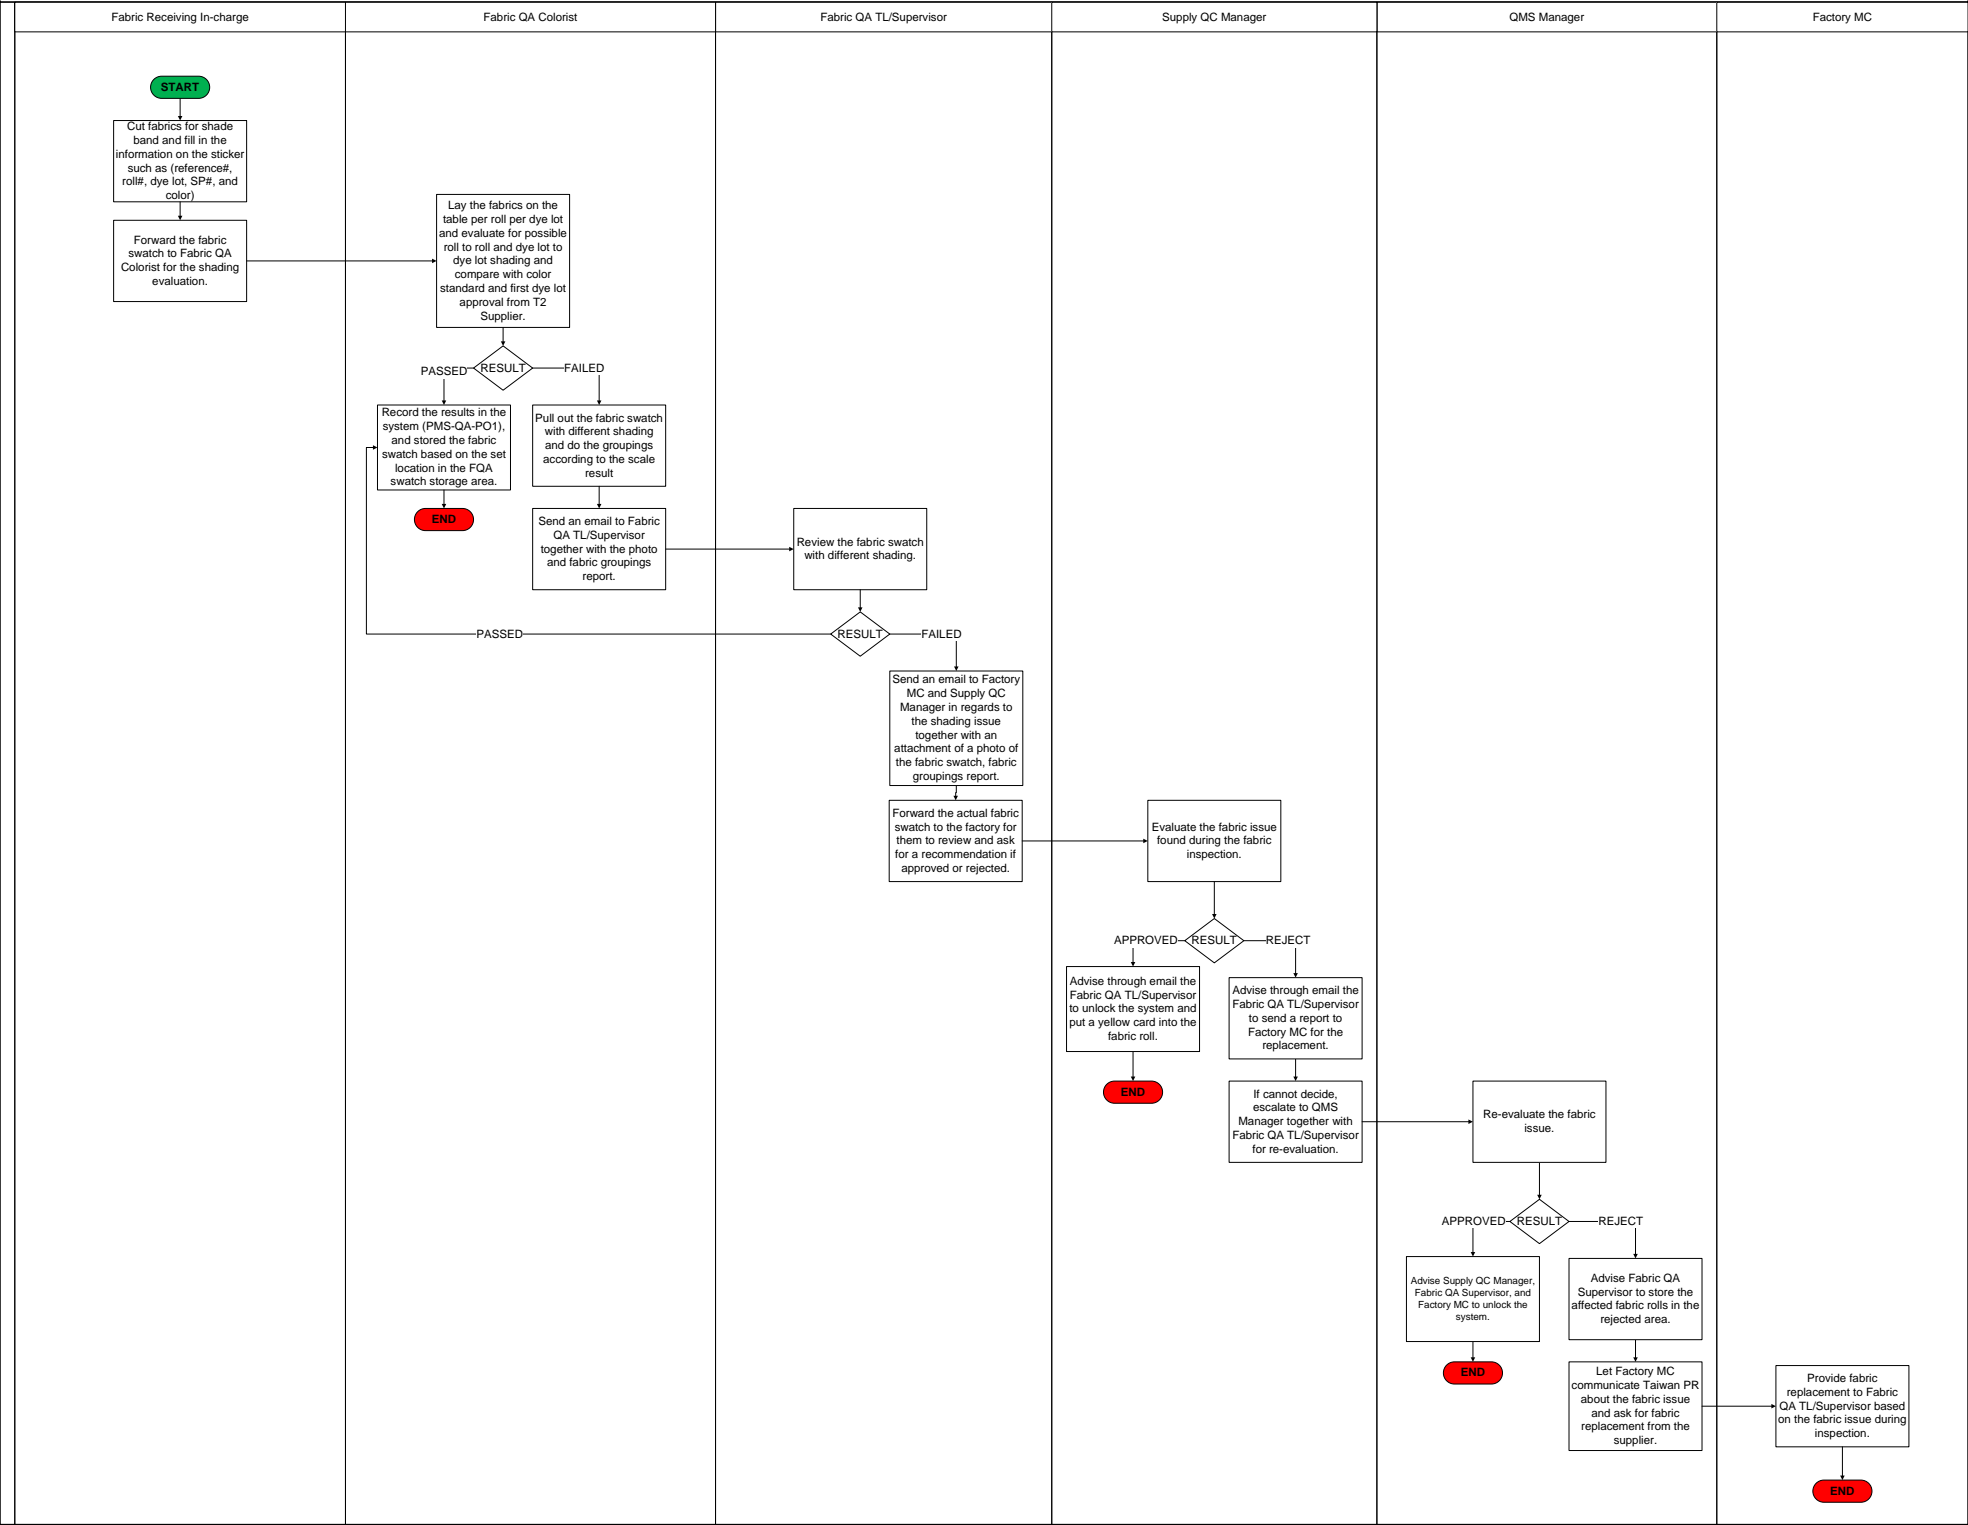 Fabric Receiving In-charge
Fabric QA Colorist
Fabric QA TL/Supervisor
Supply QC Manager
QMS Manager
Factory MC
START
Cut fabrics for shade
band and fill in the
information on the sticker
such as (reference#,
roll#, dye lot, SP#, and
color)
Forward the fabric
swatch to Fabric QA
Colorist for the shading
evaluation.
Lay the fabrics on the
table per roll per dye lot
and evaluate for possible
roll to roll and dye lot to
dye lot shading and
compare with color
standard and first dye lot
approval from T2
Supplier.
RESULT
PASSED
FAILED
Record the results in the
system (PMS-QA-PO1),
and stored the fabric
swatch based on the set
location in the FQA
swatch storage area.
END
Pull out the fabric swatch
with different shading
and do the groupings
according to the scale
result
Send an email to Fabric
QA TL/Supervisor
together with the photo
and fabric groupings
report.
Review the fabric swatch
with different shading.
RESULT
PASSED
FAILED
Send an email to Factory
MC and Supply QC
Manager in regards to
the shading issue
together with an
attachment of a photo of
the fabric swatch, fabric
groupings report.
Forward the actual fabric
swatch to the factory for
them to review and ask
for a recommendation if
approved or rejected.
Evaluate the fabric issue
found during the fabric
inspection.
RESULT
APPROVED
REJECT
Advise through email the
Fabric QA TL/Supervisor
to unlock the system and
put a yellow card into the
fabric roll.
END
Advise through email the
Fabric QA TL/Supervisor
to send a report to
Factory MC for the
replacement.
If cannot decide,
escalate to QMS
Manager together with
Fabric QA TL/Supervisor
for re-evaluation.
Re-evaluate the fabric
issue.
RESULT
APPROVED
REJECT
Advise Supply QC Manager,
Fabric QA Supervisor, and
Factory MC to unlock the
system.
END
Advise Fabric QA
Supervisor to store the
affected fabric rolls in the
rejected area.
Let Factory MC
communicate Taiwan PR
about the fabric issue
and ask for fabric
replacement from the
supplier.
Provide fabric
replacement to Fabric
QA TL/Supervisor based
on the fabric issue during
inspection.
END